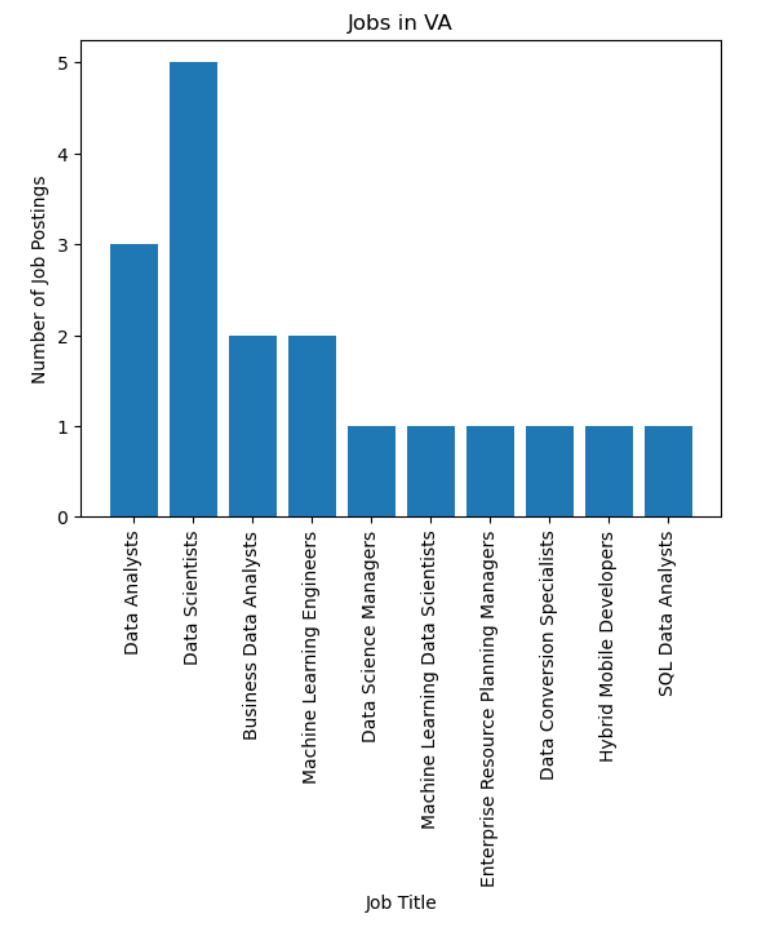 Jobs in VA
Number of Job Postings
5
4
3
2
1
0
Data Analysts
Data Scientists
Business Data Analysts
Machine Learning Engineers
Data Science Managers
Machine Learning Data Scientists
Enterprise Resource Planning Managers
Data Conversion Specialists
Hybrid Mobile Developers
SQL Data Analysts
Job Title